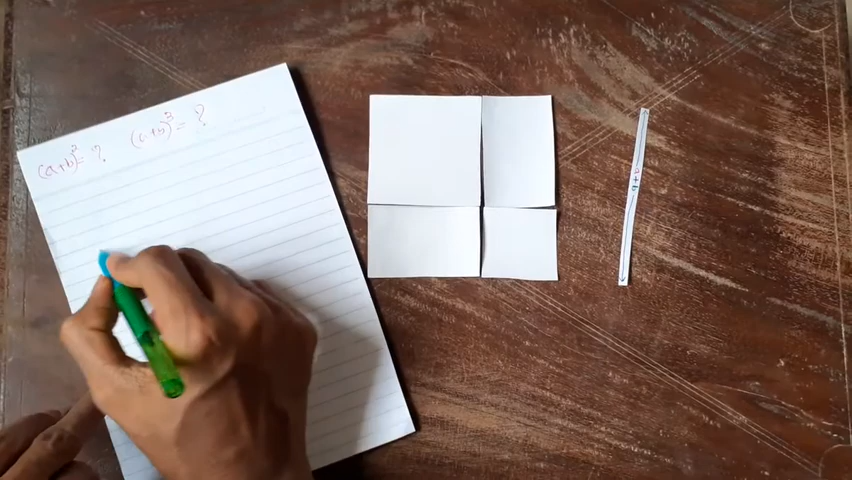 (a+b)²= ? (a+b)³= ?
a+b